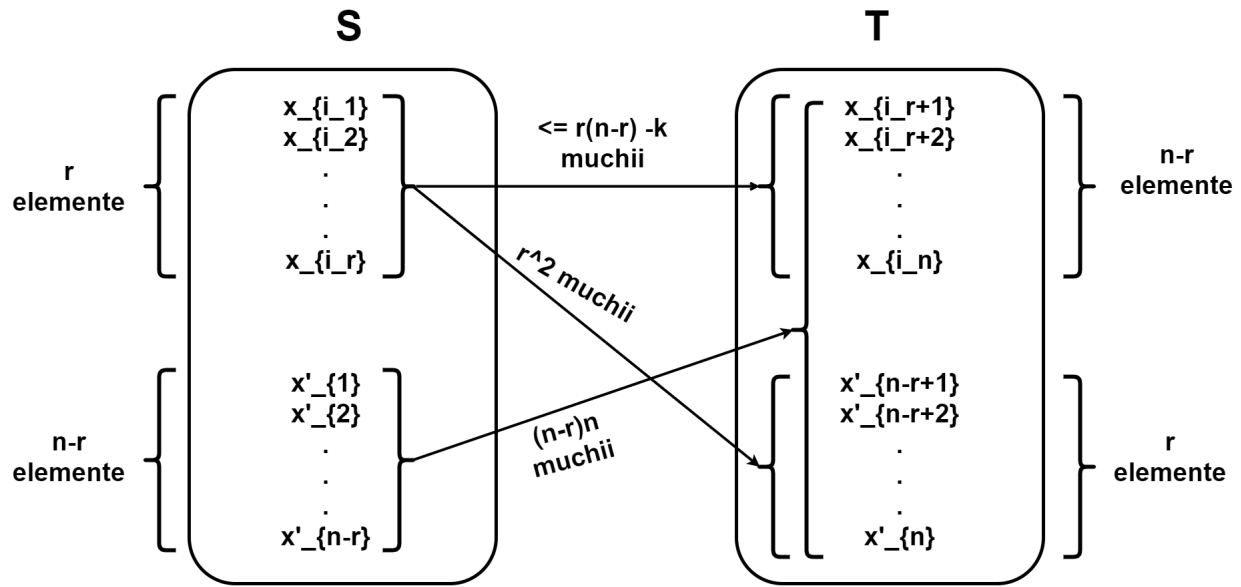 S
T
r
elemente
x_{i_1}
x_{i_2}
.
.
.
x_{i_r}
<= r(n-r) -k
muchii
x_{i_r+1}
x_{i_r+2}
.
.
.
x_{i_n}
n-r
elemente
r^2 muchii
n-r
elemente
x'_{1}
x'_{2}
.
.
.
x'_{n-r}
(n-r)n
muchii
x'_{n-r+1}
x'_{n-r+2}
.
.
.
x'_{n}
r
elemente